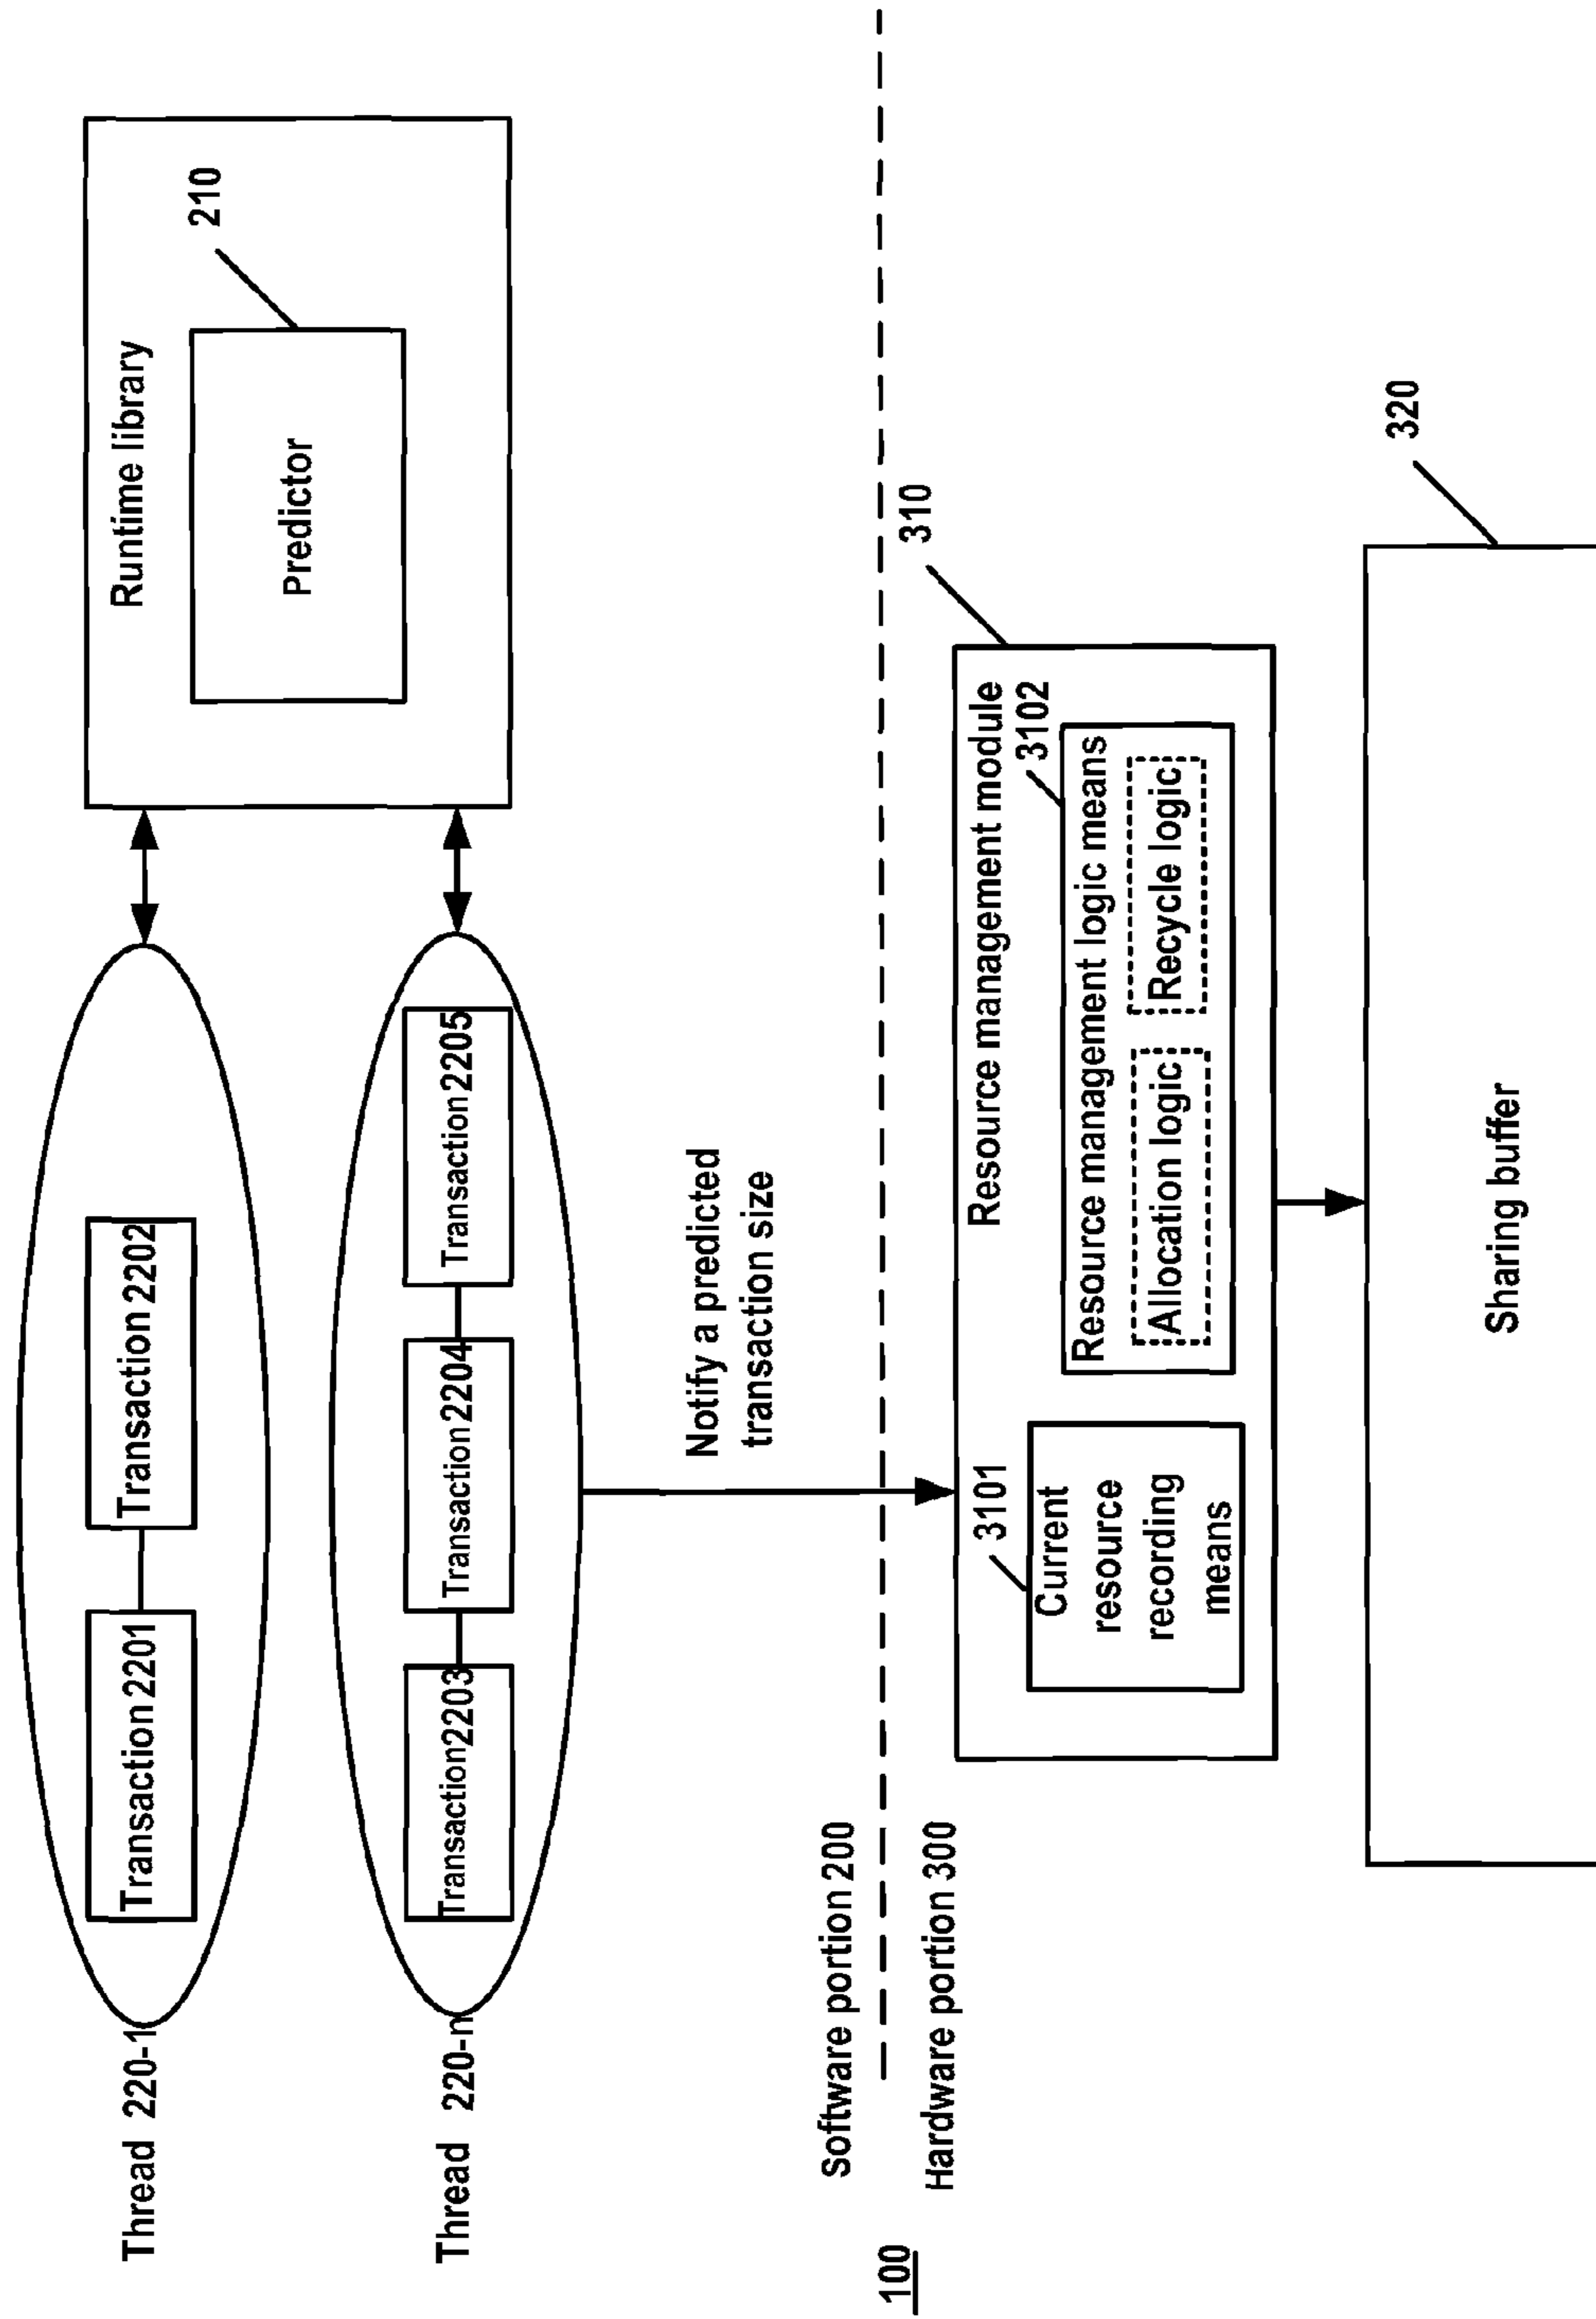 Thread 220-1
Transaction 2201
Transaction 2202
Runtime library
210
Predictor
Thread 220-n
Transaction 2203
Transaction 2204
Transaction 2205
Notify a predicted
transaction size
Software portion 200
Hardware portion 300
100
310
Resource management module
3101
Current
resource
recording
means
3102
Resource management logic means
Allocation logic
Recycle logic
320
Sharing buffer